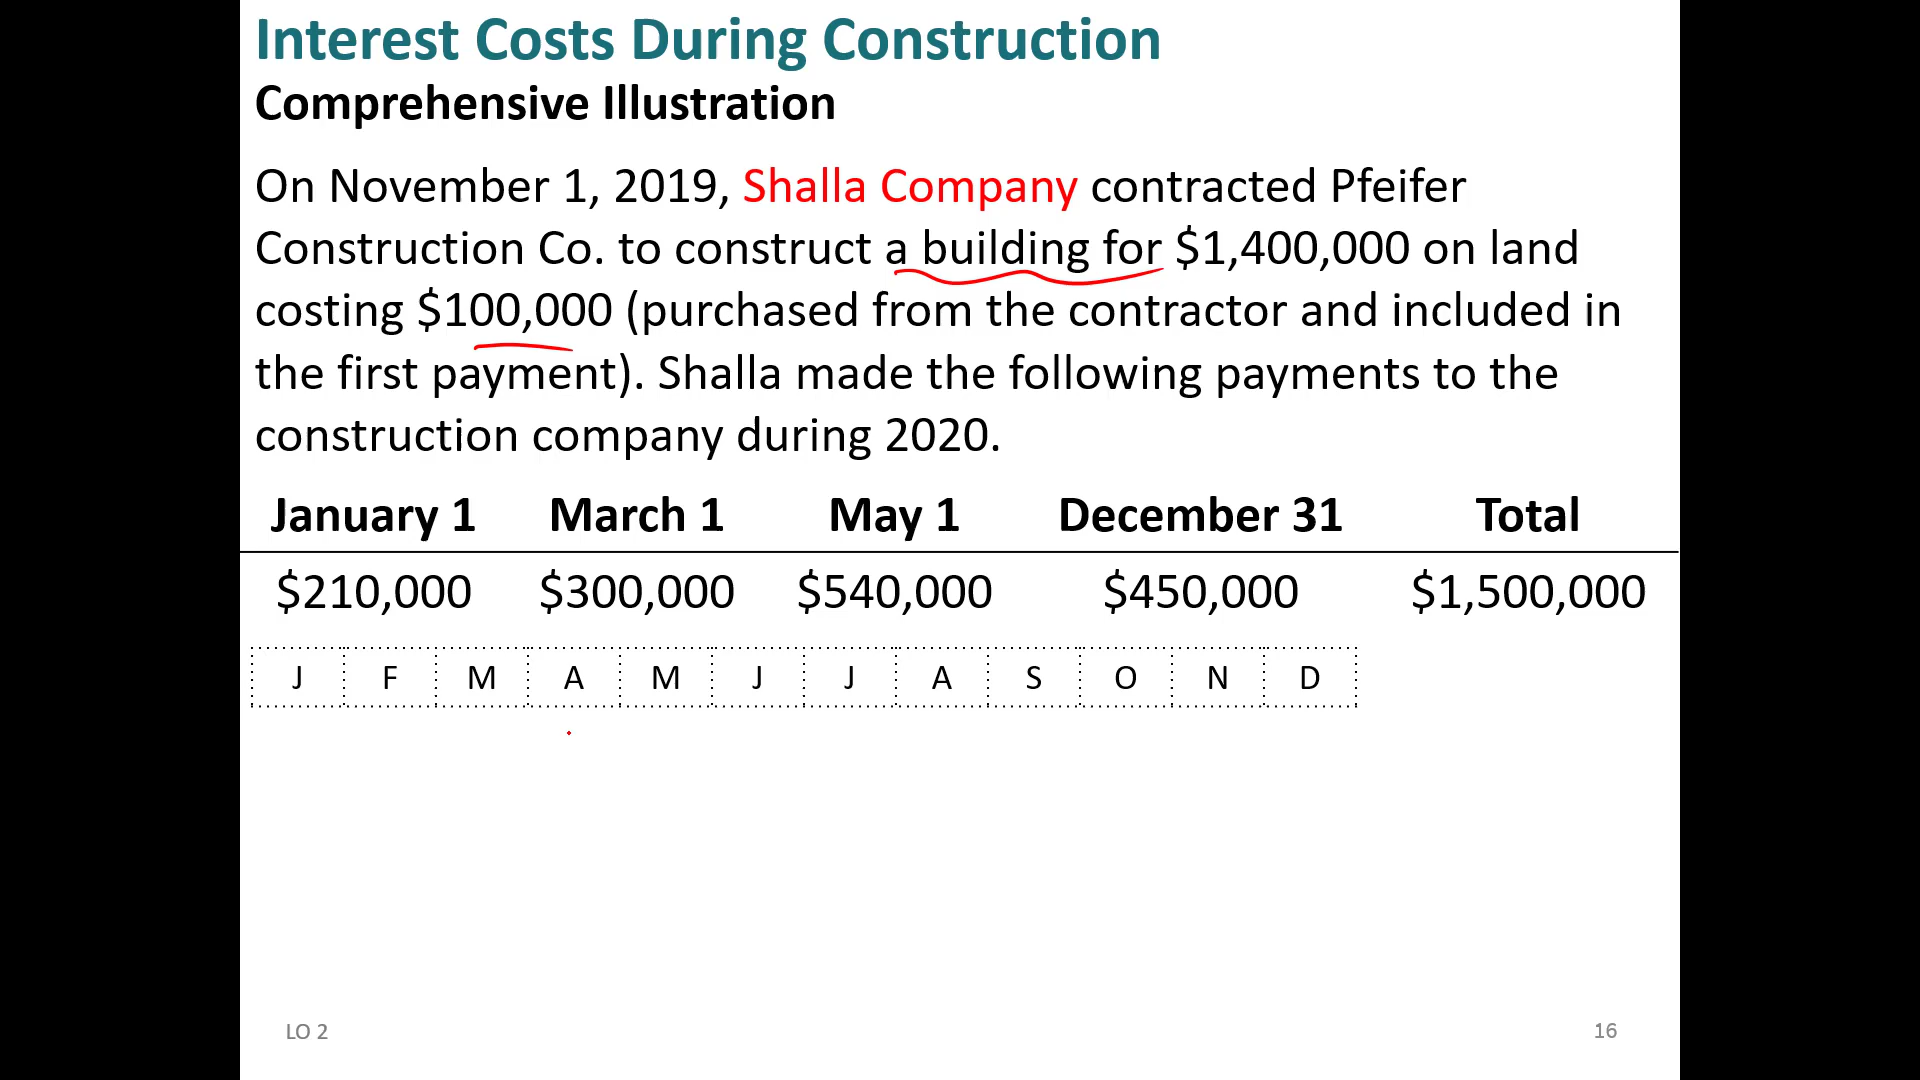 Interest Costs During Construction
Comprehensive Illustration
On November 1, 2019, Shalla Company contracted Pfeifer
Construction Co. to construct a building for $1,400,000 on land
costing $100,000 (purchased from the contractor and included in
the first payment). Shalla made the following payments to the
construction company during 2020.
January 1 March 1 May 1 December 31 Total
$210,000 $300,000 $540,000 $450,000 $1,500,000
J F M A M J J A S O N D
LO 2 16